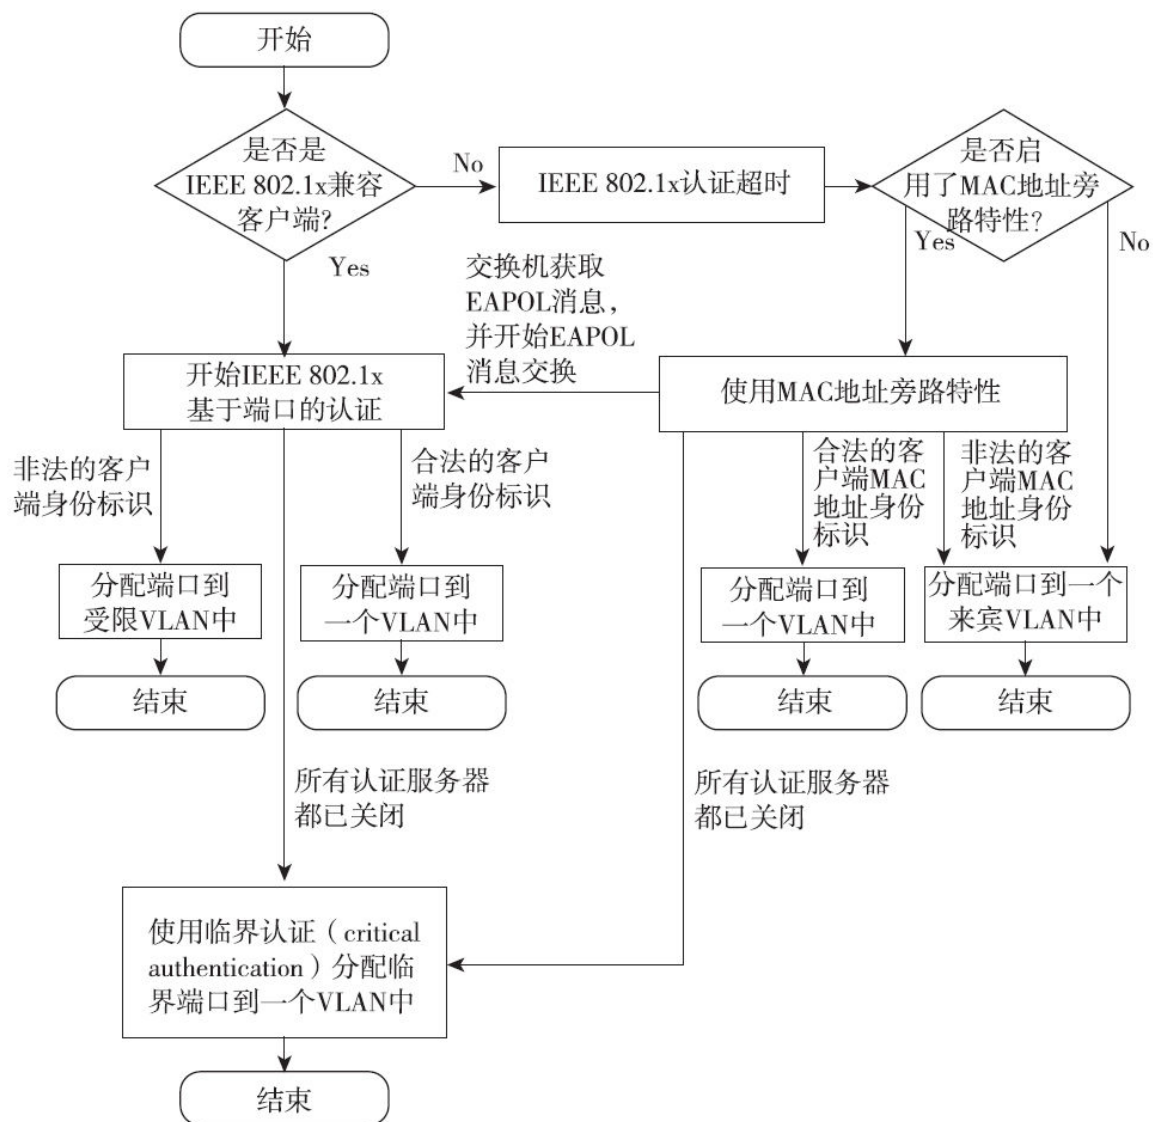 开始
是否是
IEEE 802.1x兼容
客户端?
No
IEEE 802.1x认证超时
是否启
用了MAC地址旁
路特性?
Yes
No
Yes
交换机获取
EAPOL消息，
并开始EAPOL
消息交换
开始IEEE 802.1x
基于端口的认证
使用MAC地址旁路特性
非法的客户
端身份标识
合法的客户
端身份标识
合法的客
户端MAC
地址身份
标识
非法的客
户端MAC
地址身份
标识
分配端口到
受限VLAN中
分配端口到
一个VLAN中
分配端口到
一个VLAN中
分配端口到一个
来宾VLAN中
结束
结束
结束
结束
所有认证服务器
都已关闭
所有认证服务器
都已关闭
使用临界认证（critical
authentication）分配临
界端口到一个VLAN中
结束